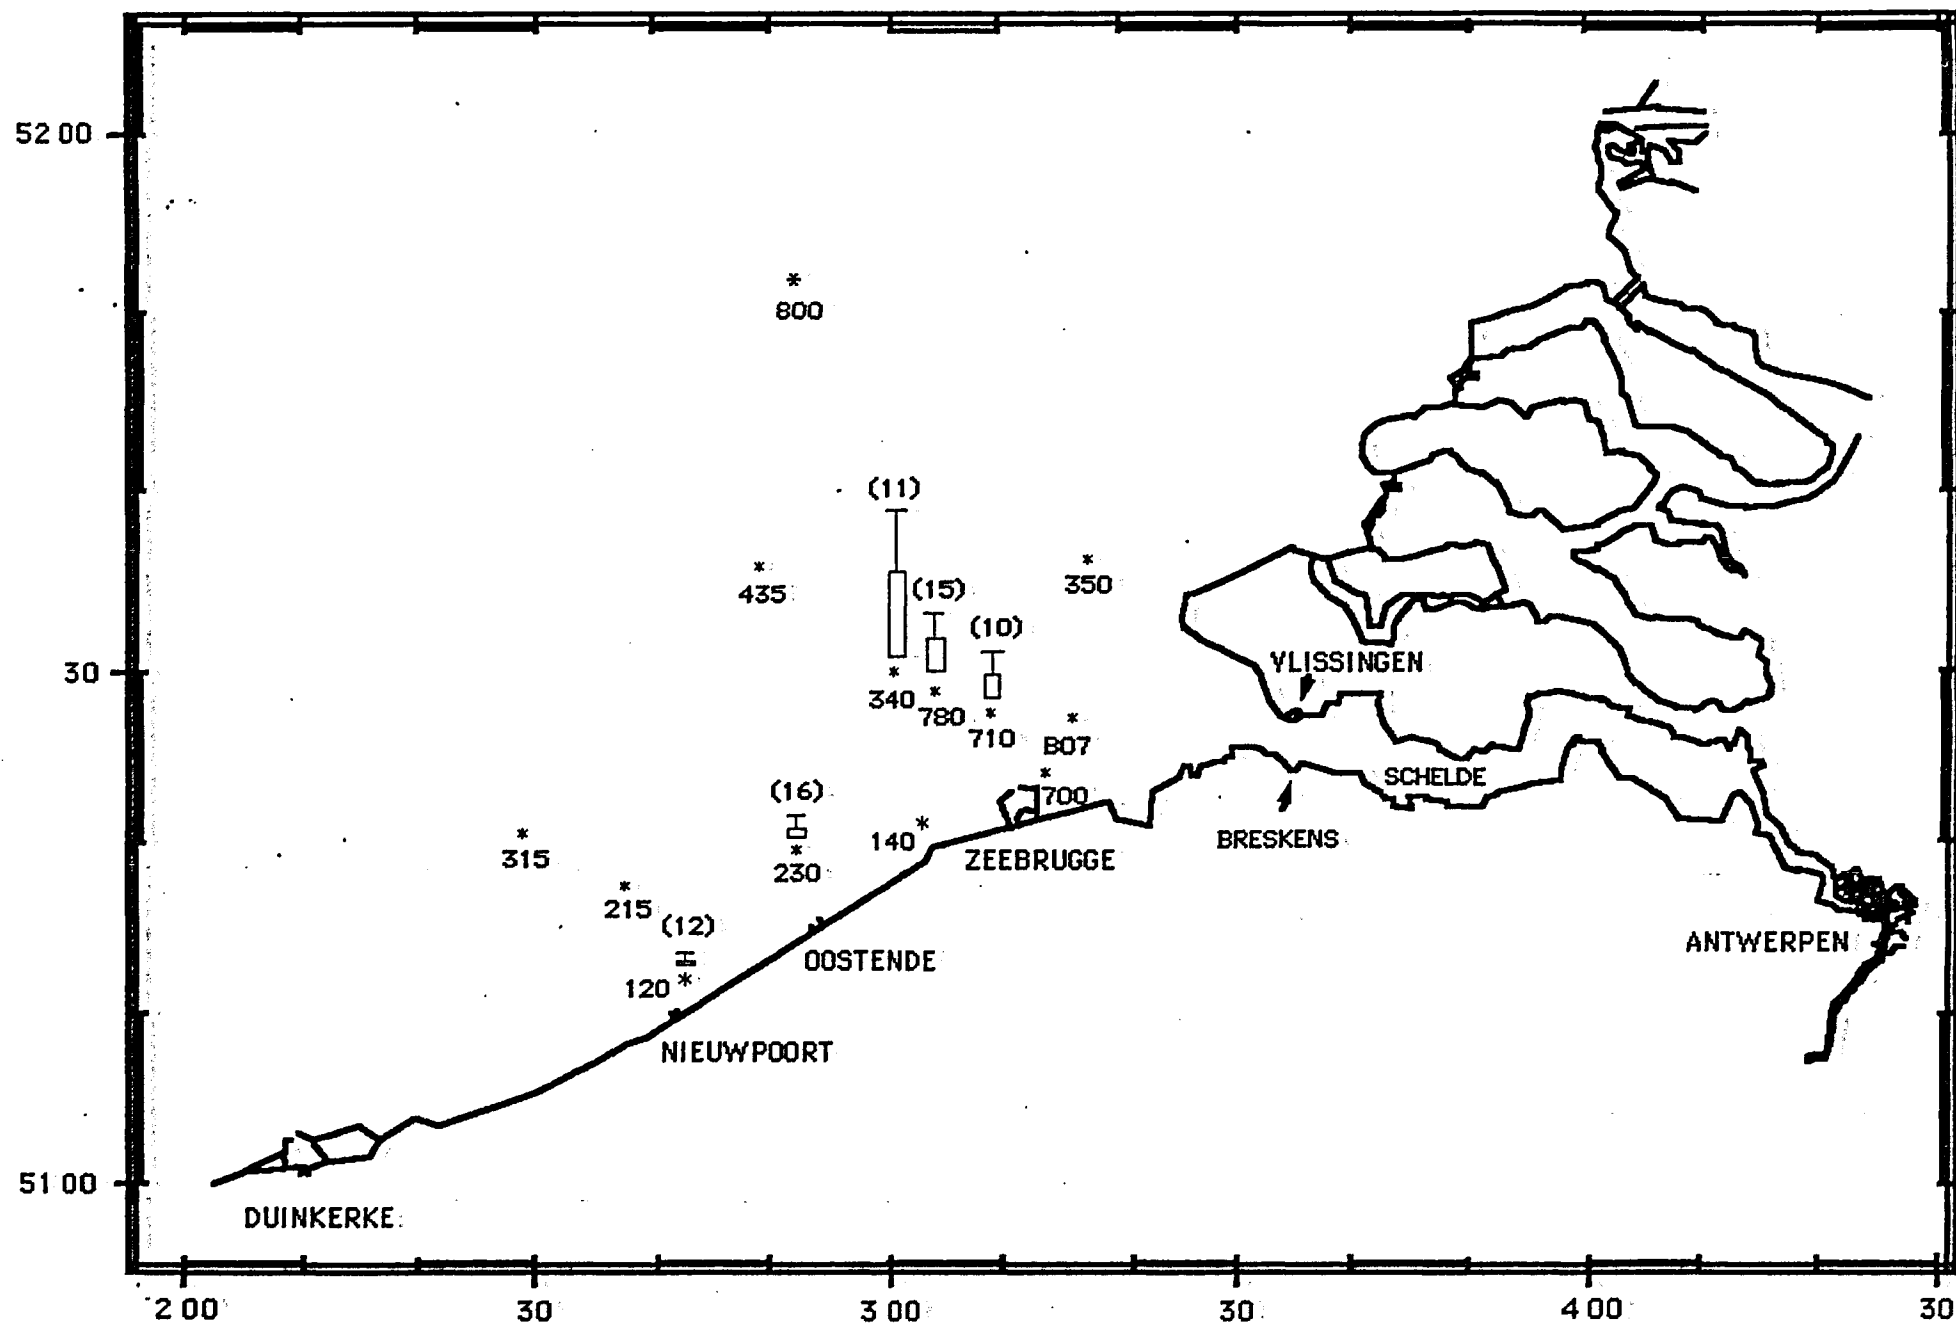 52 00
800
(11)
435
350
(15)
(10)
30
340
780
710
VLISSINGEN
B07
SCHELDE
(16)
700
140
BRESKENS
315
230
ZEEBRUGGE
215
(12)
ANTWERPEN
OOSTENDE
120
NIEUWPOORT
51 00
DUINKERKE
2 00 30 3 00 30 4 00 30